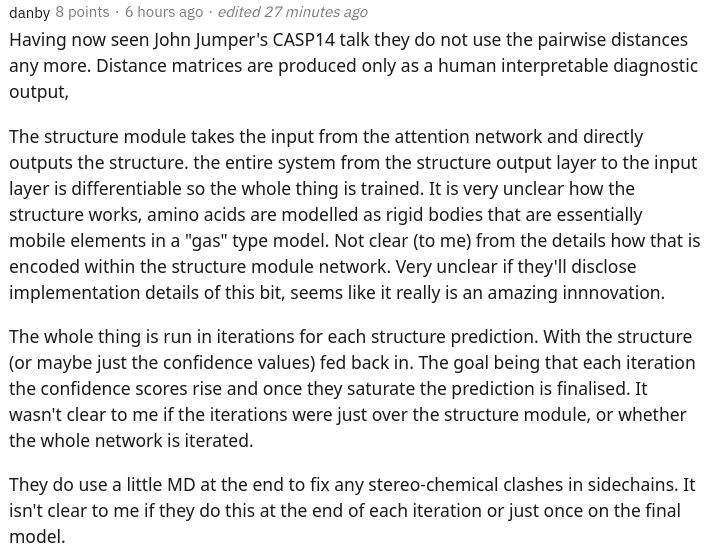 danby 8 points · 6 hours ago · edited 27 minutes ago
Having now seen John Jumper's CASP14 talk they do not use the pairwise distances
any more. Distance matrices are produced only as a human interpretable diagnostic
output,
The structure module takes the input from the attention network and directly
outputs the structure. the entire system from the structure output layer to the input
layer is differentiable so the whole thing is trained. It is very unclear how the
structure works, amino acids are modelled as rigid bodies that are essentially
mobile elements in a "gas" type model. Not clear (to me) from the details how that is
encoded within the structure module network. Very unclear if they'll disclose
implementation details of this bit, seems like it really is an amazing innnovation.
The whole thing is run in iterations for each structure prediction. With the structure
(or maybe just the confidence values) fed back in. The goal being that each iteration
the confidence scores rise and once they saturate the prediction is finalised. It
wasn't clear to me if the iterations were just over the structure module, or whether
the whole network is iterated.
They do use a little MD at the end to fix any stereo-chemical clashes in sidechains. It
isn't clear to me if they do this at the end of each iteration or just once on the final
model.